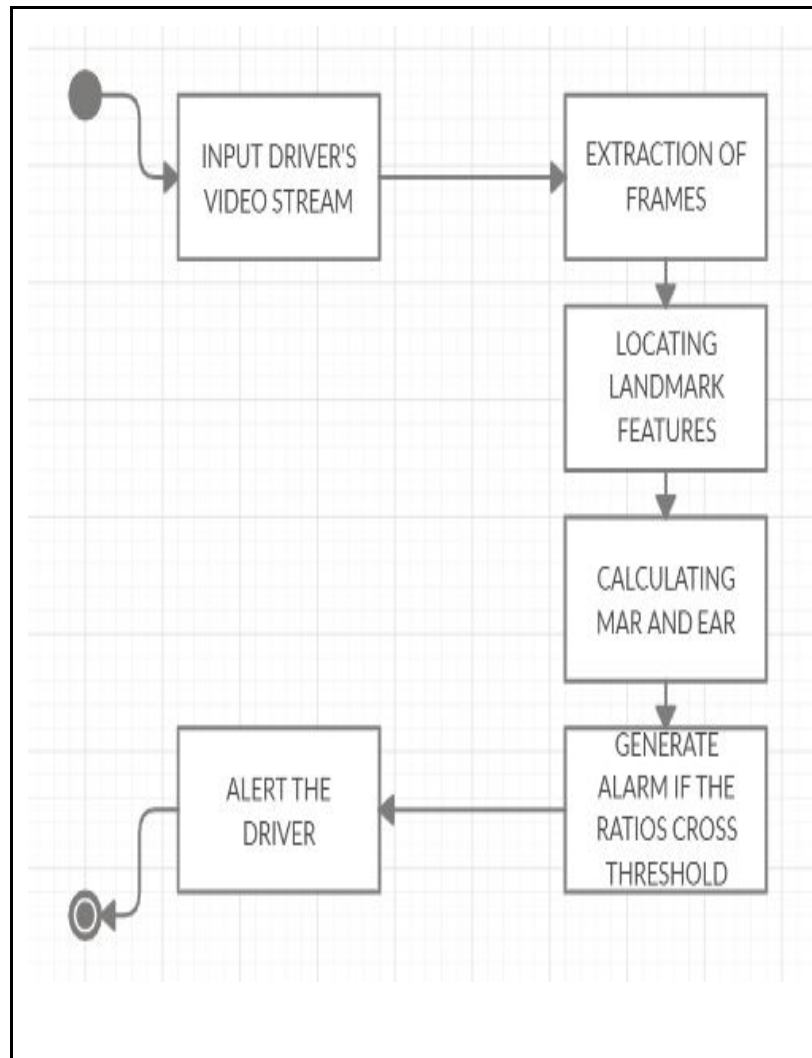 INPUT DRIVER'S
VIDEO STREAM
EXTRACTION OF
FRAMES
LOCATING
LANDMARK
FEATURES
CALCULATING
MAR AND EAR
GENERATE
ALARM IF THE
RATIOS CROSS
THRESHOLD
ALERT THE
DRIVER